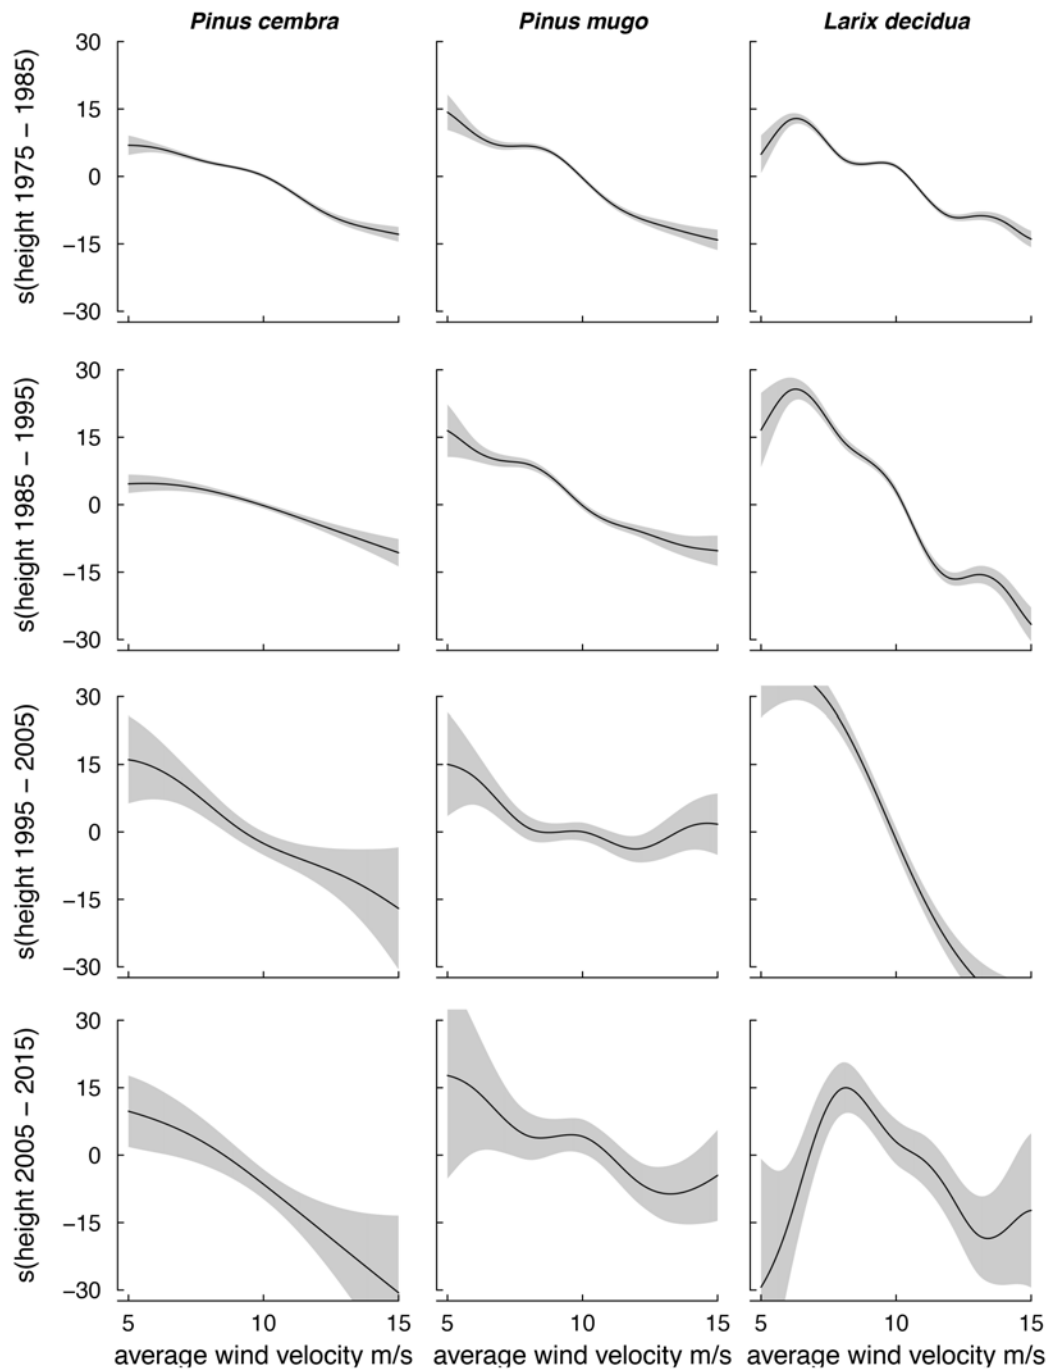 Pinus cembra Pinus mugo Larix decidua
s(height 1975 – 1985)
30
15
0
−15
−30
s(height 1985 – 1995)
30
15
0
−15
−30
s(height 1995 – 2005)
30
15
0
−15
−30
s(height 2005 – 2015)
30
15
0
−15
−30
5 10 15 5 10 15 5 10 15
average wind velocity m/s average wind velocity m/s average wind velocity m/s